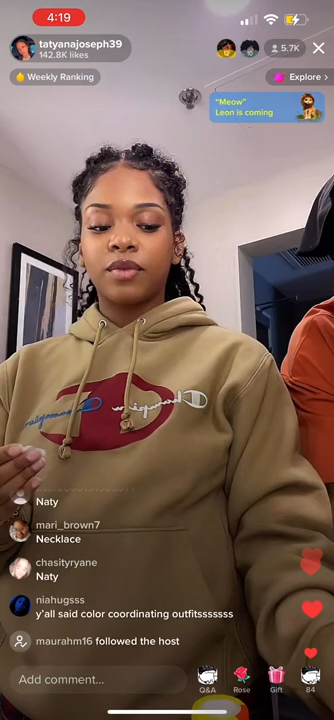 4:19
tatyanajoseph39
142.8K likes
5.7K
Weekly Ranking
Explore >
"Meow"
Leon is coming
Champion
Naty
mari_brown7
Necklace
chasityryane
Naty
niahugsss
y'all said color coordinating outfitsssssss
maurahm16 followed the host
Add comment...
Q&A
Rose
Gift
84